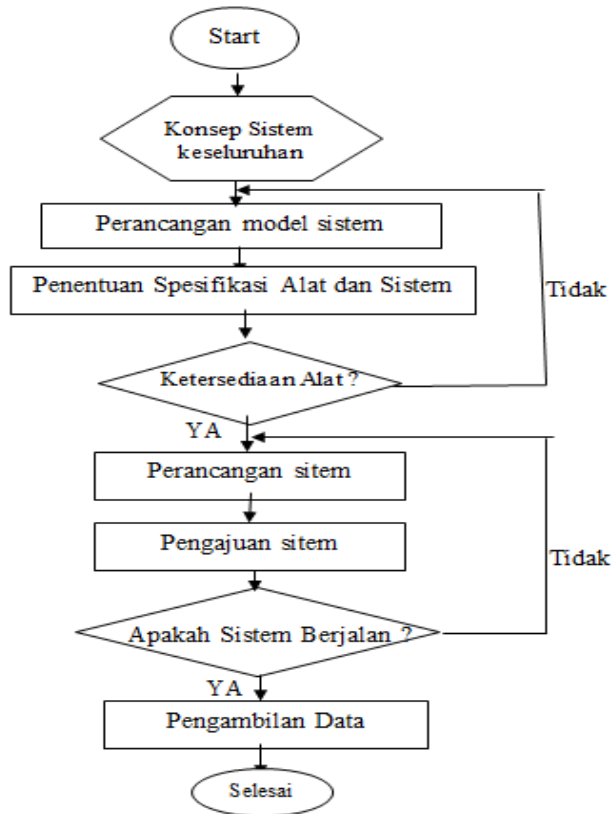 Start
Konsep Sistem
keseluruhan
Perancangan model sistem
Penentuan Spesifikasi Alat dan Sistem
Tidak
Ketersediaan Alat ?
YA
Perancangan sitem
Pengajuan sitem
Tidak
Apakah Sistem Berjalan ?
YA
Pengambilan Data
Selesai